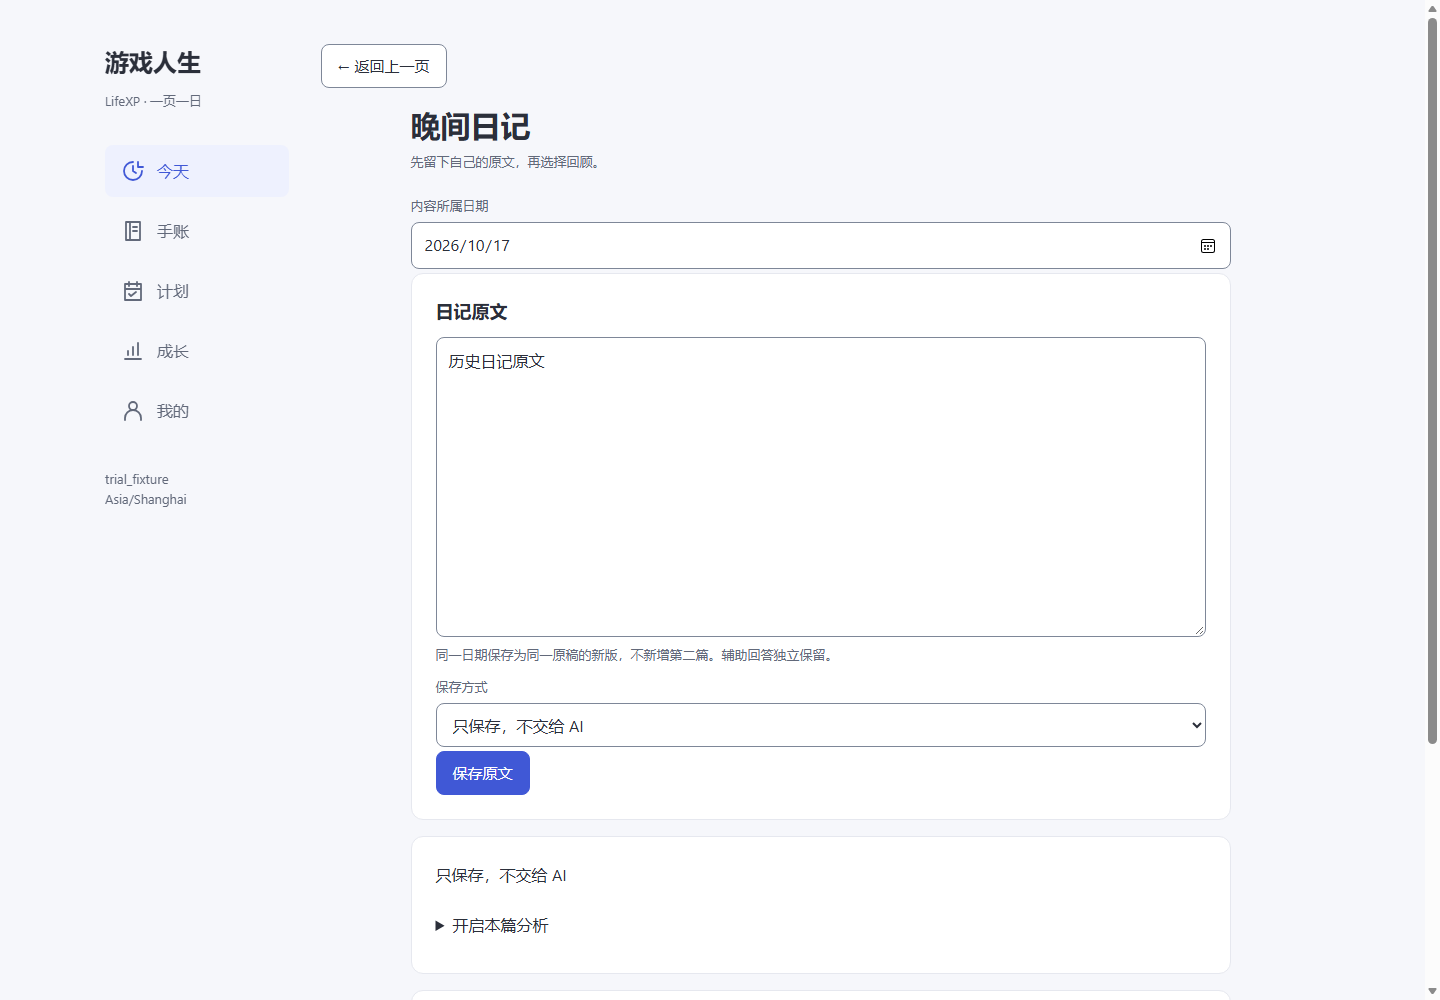 游戏人生
LifeXP · 一页一日
今天
手账
计划
成长
我的
trial_fixture
Asia/Shanghai
← 返回上一页
晚间日记
先留下自己的原文，再选择回顾。
内容所属日期
2026/10/17
日记原文
历史日记原文
同一日期保存为同一原稿的新版，不新增第二篇。辅助回答独立保留。
保存方式
只保存，不交给 AI
保存原文
只保存，不交给 AI
开启本篇分析